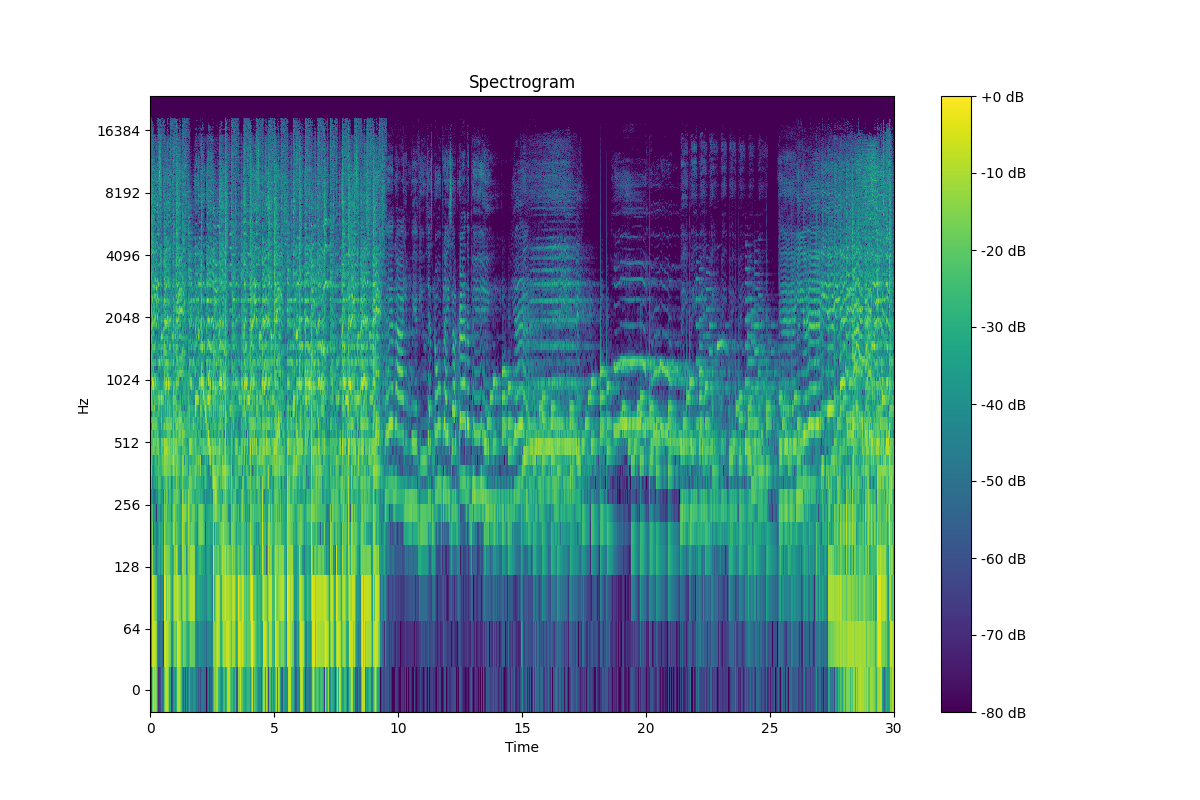 Spectrogram
16384
8192
4096
2048
1024
512
256
128
64
0
Hz
0 5 10 15 20 25 30
Time
+0 dB
-10 dB
-20 dB
-30 dB
-40 dB
-50 dB
-60 dB
-70 dB
-80 dB